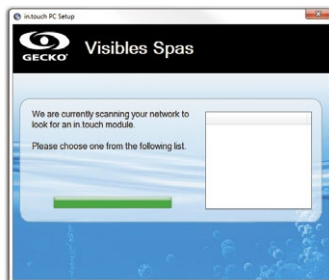 in.touch PC Setup
GECKO
Visibles Spas
We are currently scanning your network to
look for an in.touch module.
Please choose one from the following list.